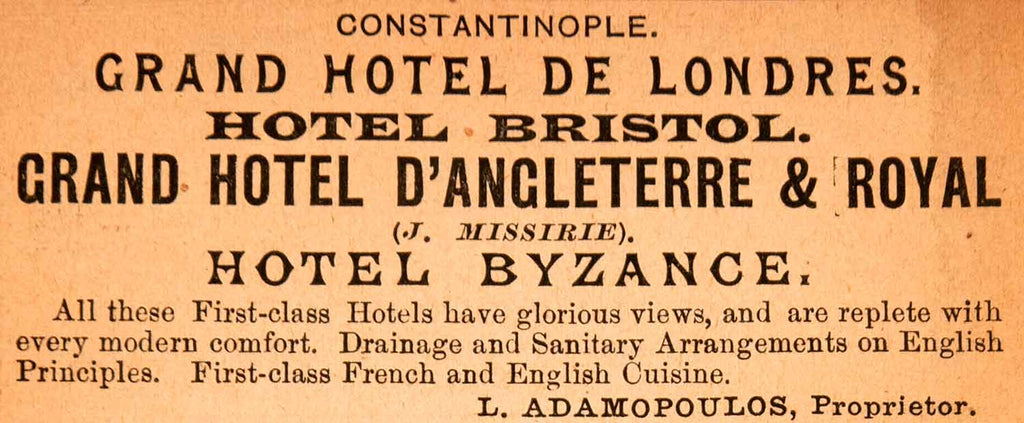 CONSTANTINOPLE.
GRAND HOTEL DE LONDRES.
HOTEL BRISTOL.
GRAND HOTEL D'ANGLETERRE & ROYAL
(J. MISSIRIE).
HOTEL BYZANCE.
All these First-class Hotels have glorious views, and are replete with
every modern comfort. Drainage and Sanitary Arrangements on English
Principles. First-class French and English Cuisine.
L. ADAMOPOULOS, Proprietor.